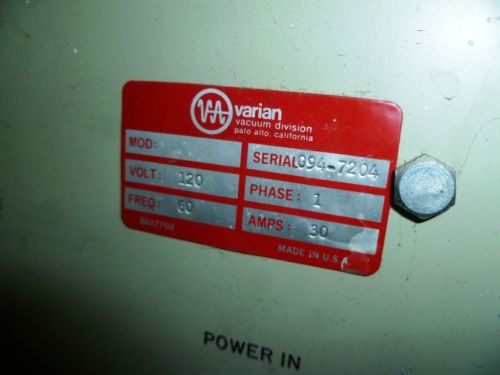 varian
vacuum division
palo alto, california
MOD:
SERIAL 094-7204
VOLT: 120
PHASE: 1
FREQ: 60
AMPS: 30
8617702
MADE IN U.S.A.
POWER IN